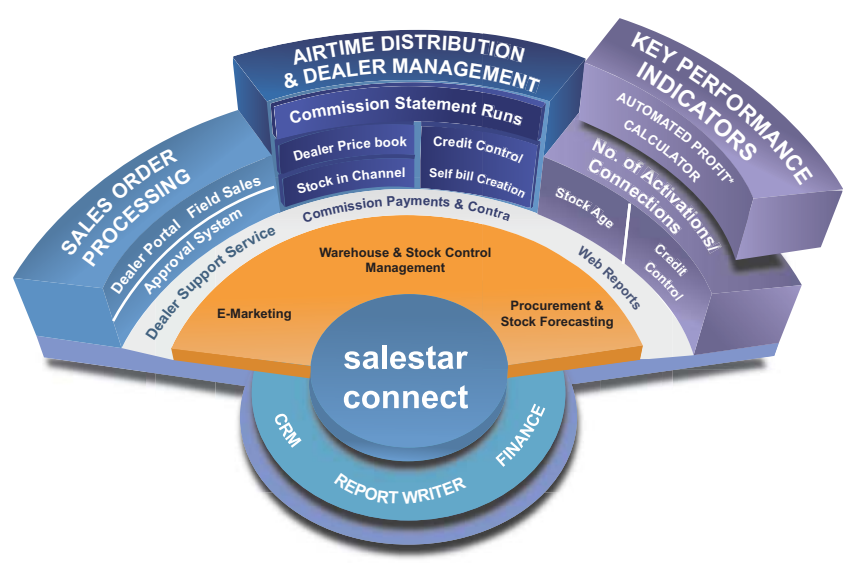 AIRTIME DISTRIBUTION
& DEALER MANAGEMENT
Commission Statement Runs
Dealer Price book
Credit Control
Stock in Channel
Self bill Creation
Commission Payments & Contra
KEY PERFORMANCE
INDICATORS
AUTOMATED PROFIT*
CALCULATOR
No. of Activations/
Connections
Stock Age
Credit
Control
Web Reports
SALES ORDER
PROCESSING
Dealer Portal
Field Sales
Approval System
Dealer Support Service
Warehouse & Stock Control
Management
E-Marketing
Procurement &
Stock Forecasting
salestar
connect
CRM
REPORT WRITER
FINANCE